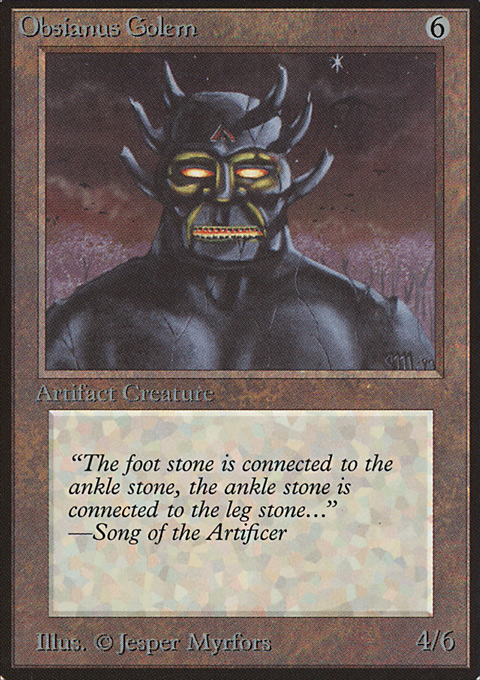 Obsianus Golem 6
Artifact Creature
“The foot stone is connected to the
ankle stone, the ankle stone is
connected to the leg stone...”
—Song of the Artificer
Illus. © Jesper Myrfors 4/6